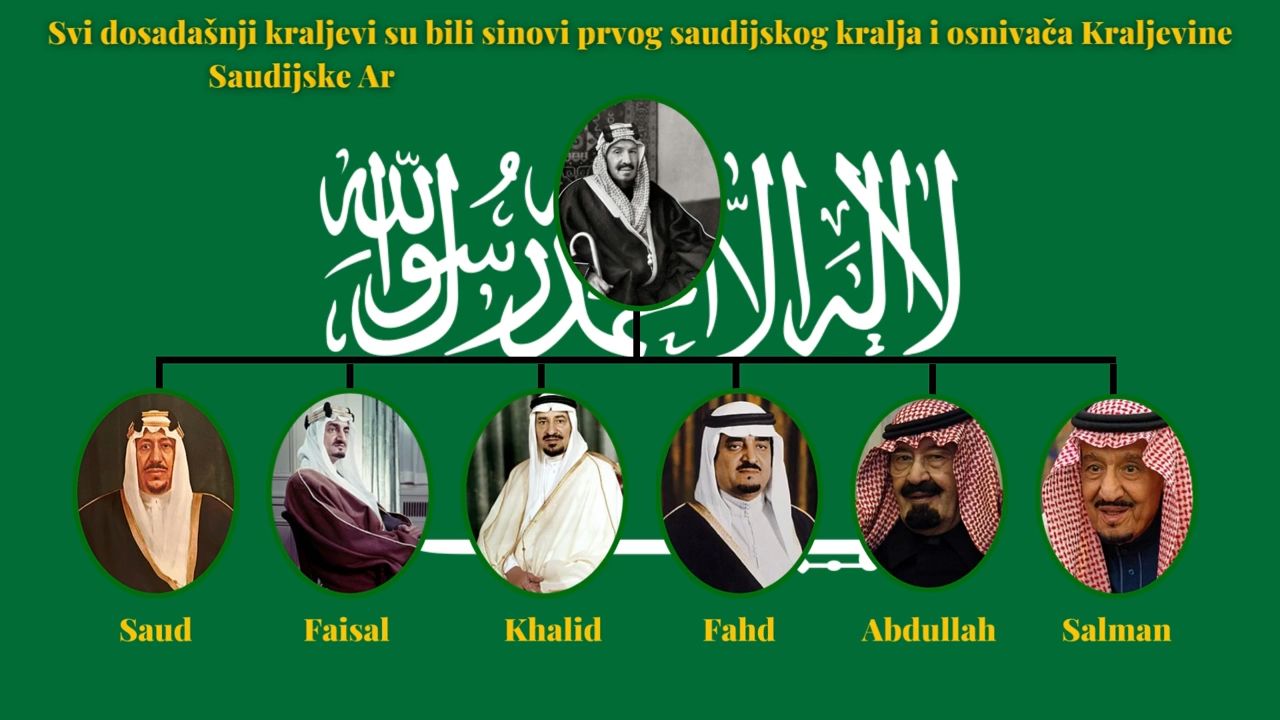 Svi dosadašnji kraljevi su bili sinovi prvog saudijskog kralja i osnivača Kraljevine
Saudijske Ar
لا إله إلا الله محمد رسول الله
Saud
Faisal
Khalid
Fahd
Abdullah
Salman